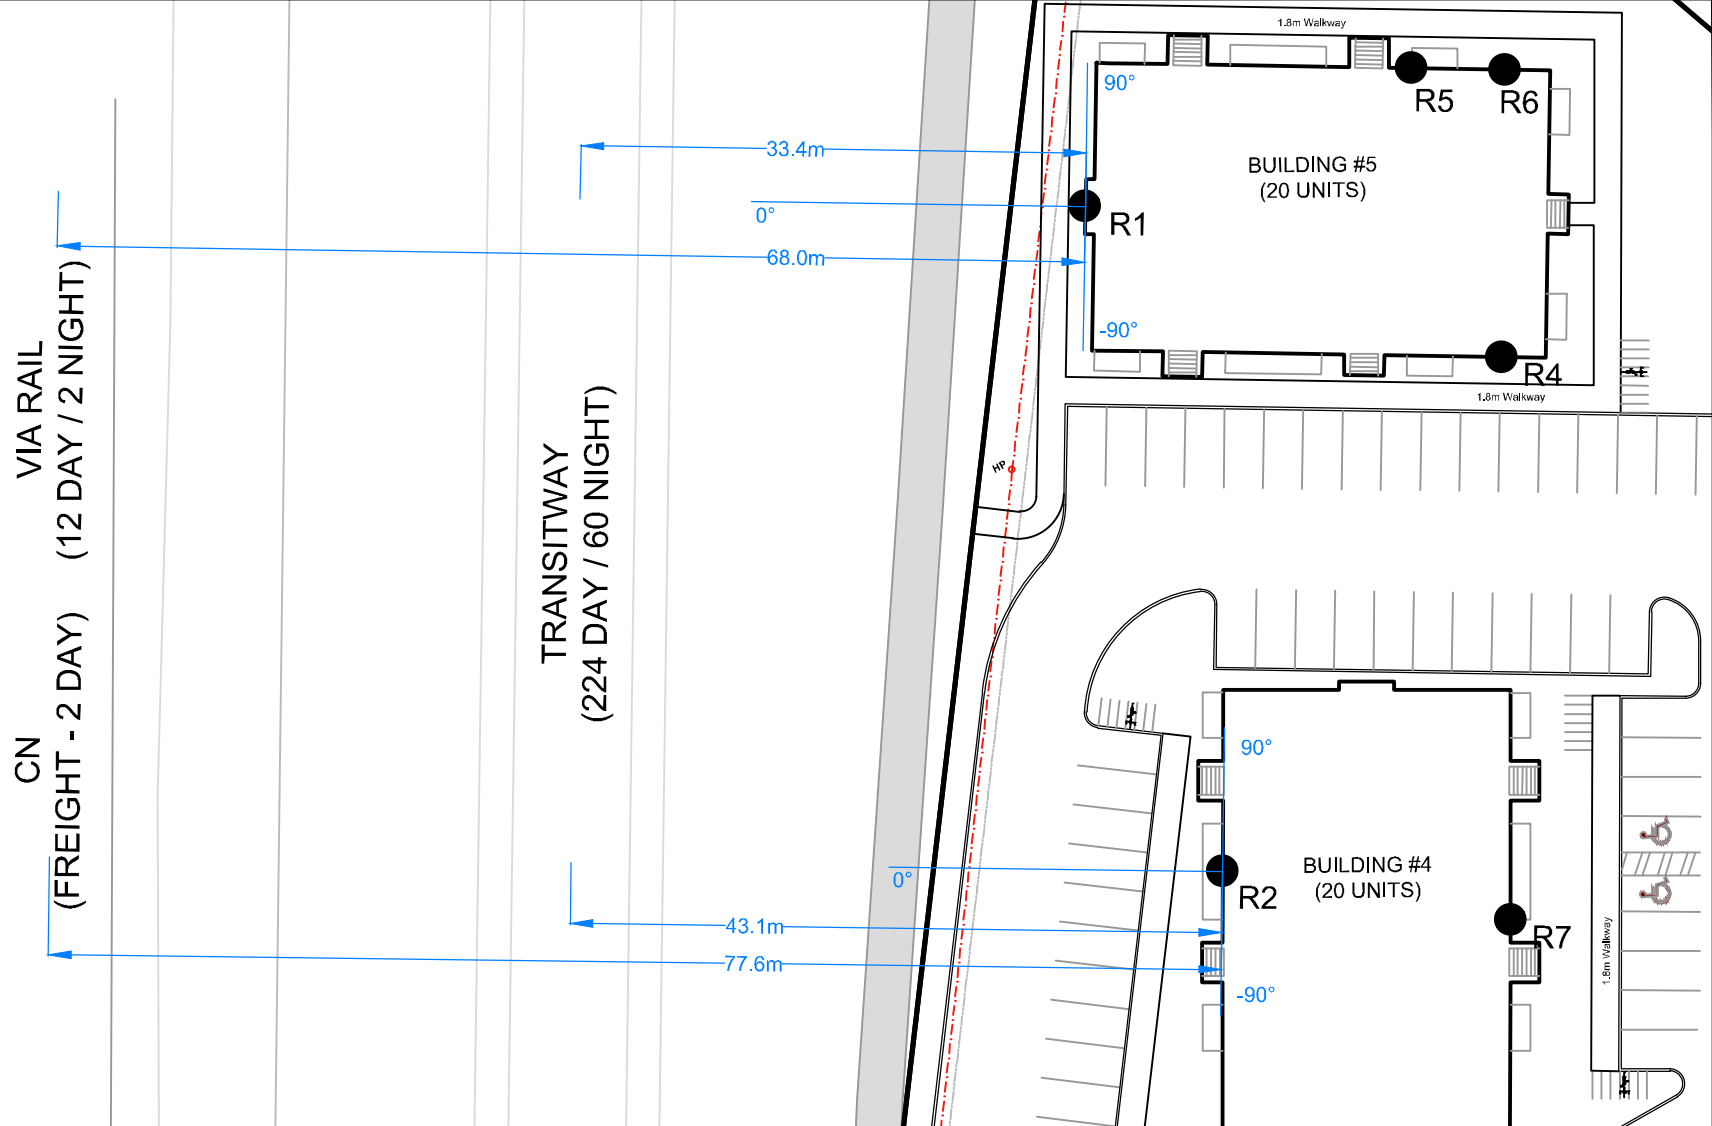 1.8m Walkway
90°
R5
R6
33.4m
BUILDING #5
(20 UNITS)
0°
R1
68.0m
-90°
R4
1.8m Walkway
VIA RAIL
(12 DAY / 2 NIGHT)
TRANSITWAY
(224 DAY / 60 NIGHT)
HP
CN
(FREIGHT - 2 DAY)
90°
BUILDING #4
(20 UNITS)
0°
R2
43.1m
R7
77.6m
-90°
1.8m Walkway